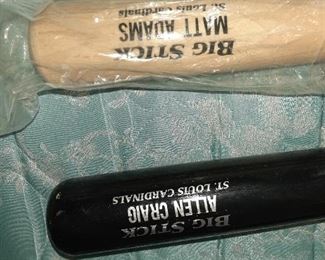 BIG STICK
MATT ADAMS
St. Louis Cardinals
BIG STICK
ALLEN CRAIG
ST. LOUIS CARDINALS